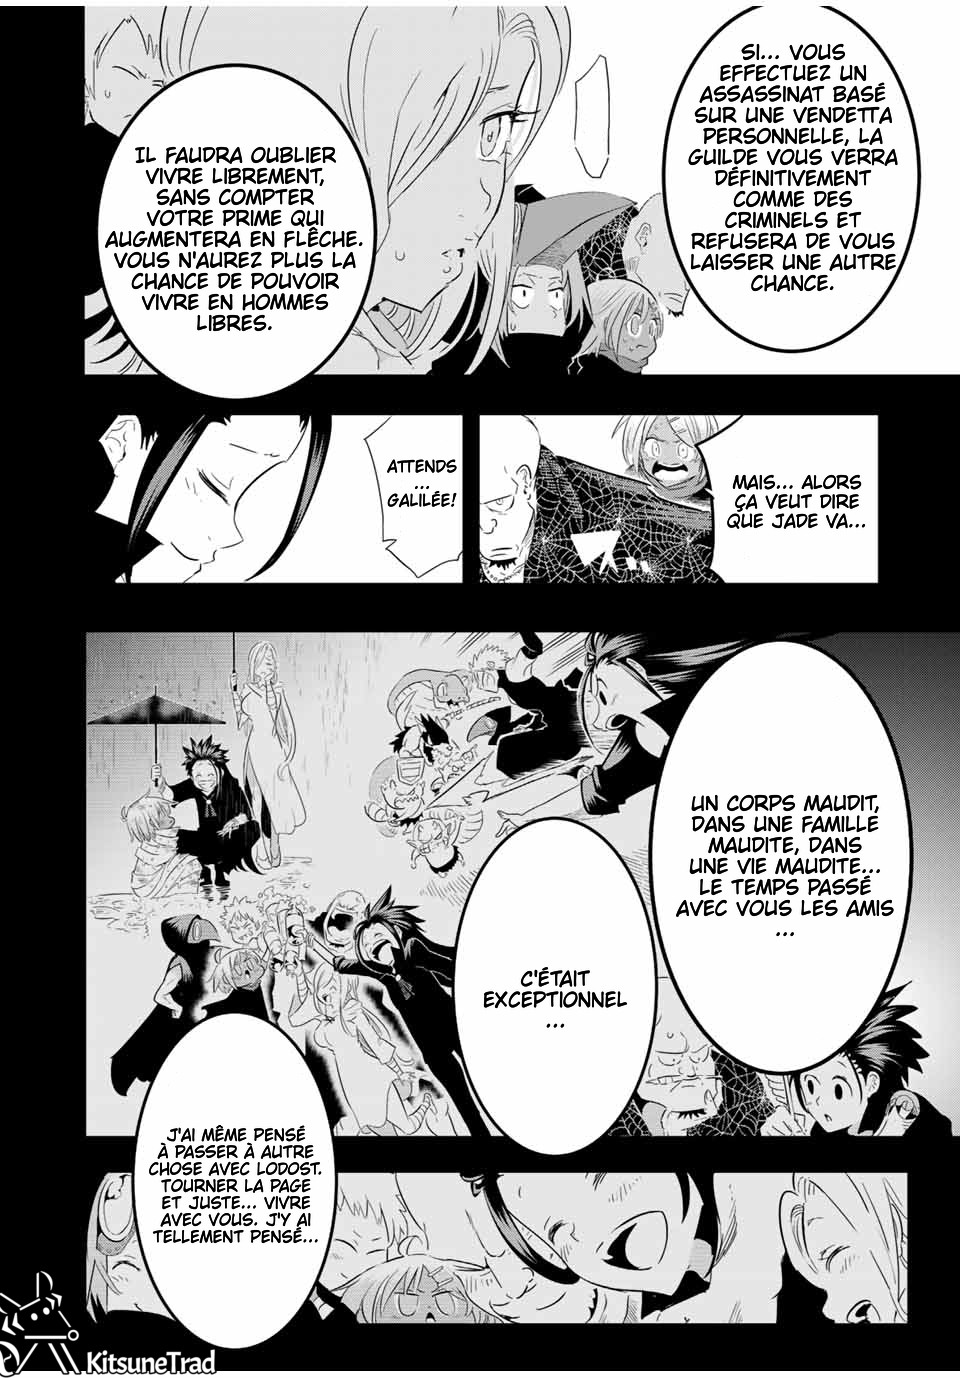 SI... VOUS
EFFECTUEZ UN
ASSASSINAT BASÉ
SUR UNE VENDETTA
PERSONNELLE, LA
GUILDE VOUS VERRA
DÉFINITIVEMENT
COMME DES
CRIMINELS ET
REFUSERA DE VOUS
LAISSER UNE AUTRE
CHANCE.
IL FAUDRA OUBLIER
VIVRE LIBREMENT,
SANS COMPTER
VOTRE PRIME QUI
AUGMENTERA EN FLÊCHE.
VOUS N'AUREZ PLUS LA
CHANCE DE POUVOIR
VIVRE EN HOMMES
LIBRES.
MAIS... ALORS
ÇA VEUT DIRE
QUE JADE VA...
ATTENDS
...
GALILÉE!
UN CORPS MAUDIT,
DANS UNE FAMILLE
MAUDITE, DANS
UNE VIE MAUDITE...
LE TEMPS PASSÉ
AVEC VOUS LES AMIS
...
C'ÉTAIT
EXCEPTIONNEL
...
J'AI MÊME PENSÉ
À PASSER À AUTRE
CHOSE AVEC LODOST.
TOURNER LA PAGE
ET JUSTE... VIVRE
AVEC VOUS. J'Y AI
TELLEMENT PENSÉ...
KitsuneTrad